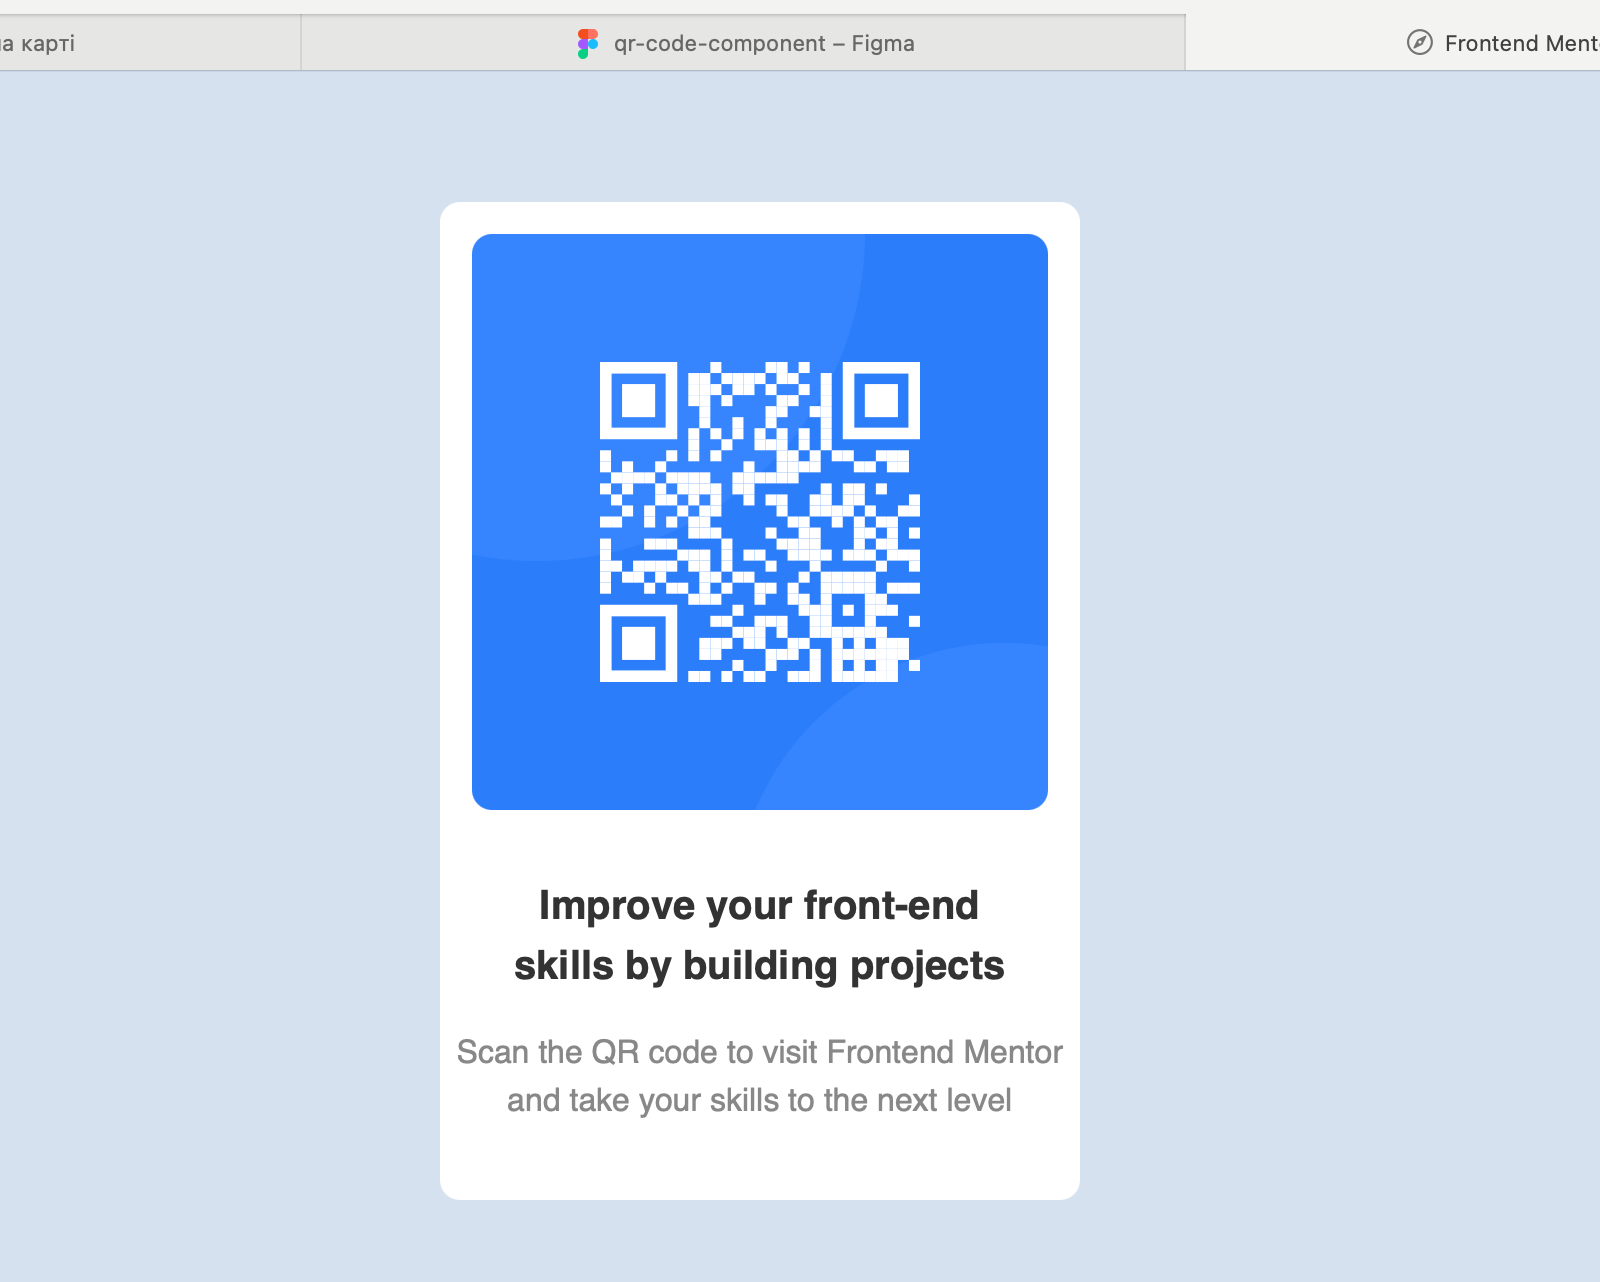 карті
qr-code-component – Figma
Frontend
Improve your front-end
skills by building projects
Scan the QR code to visit Frontend Mentor
and take your skills to the next level